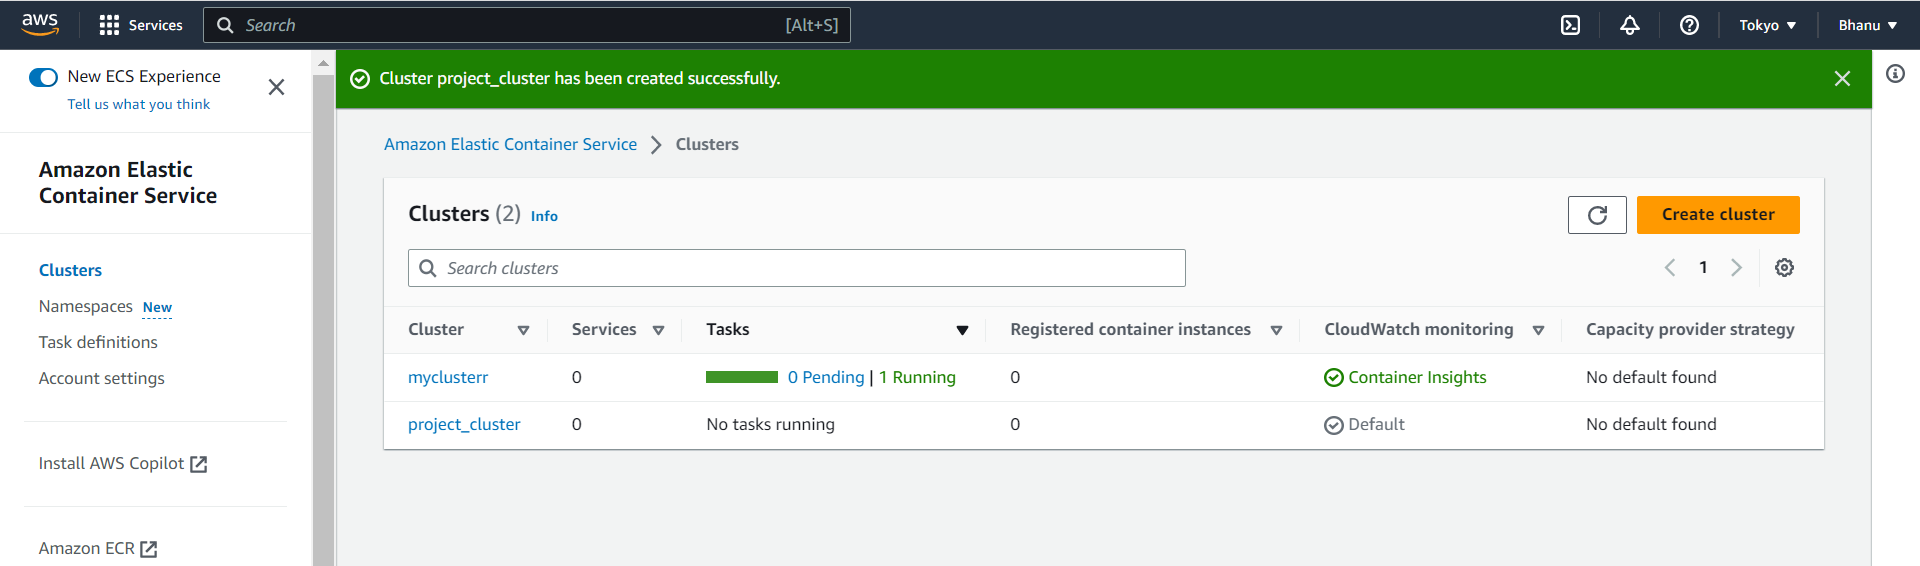 aws Services Search [Alt+S] Tokyo Bhanu
New ECS Experience
Tell us what you think
Amazon Elastic
Container Service
Clusters
Namespaces New
Task definitions
Account settings
Install AWS Copilot
Amazon ECR
Cluster project_cluster has been created successfully.
Amazon Elastic Container Service Clusters
Clusters (2) Info
Create cluster
Search clusters
1
Cluster Services Tasks Registered container instances CloudWatch monitoring Capacity provider strategy
myclusterr 0 0 Pending | 1 Running 0 Container Insights No default found
project_cluster 0 No tasks running 0 Default No default found